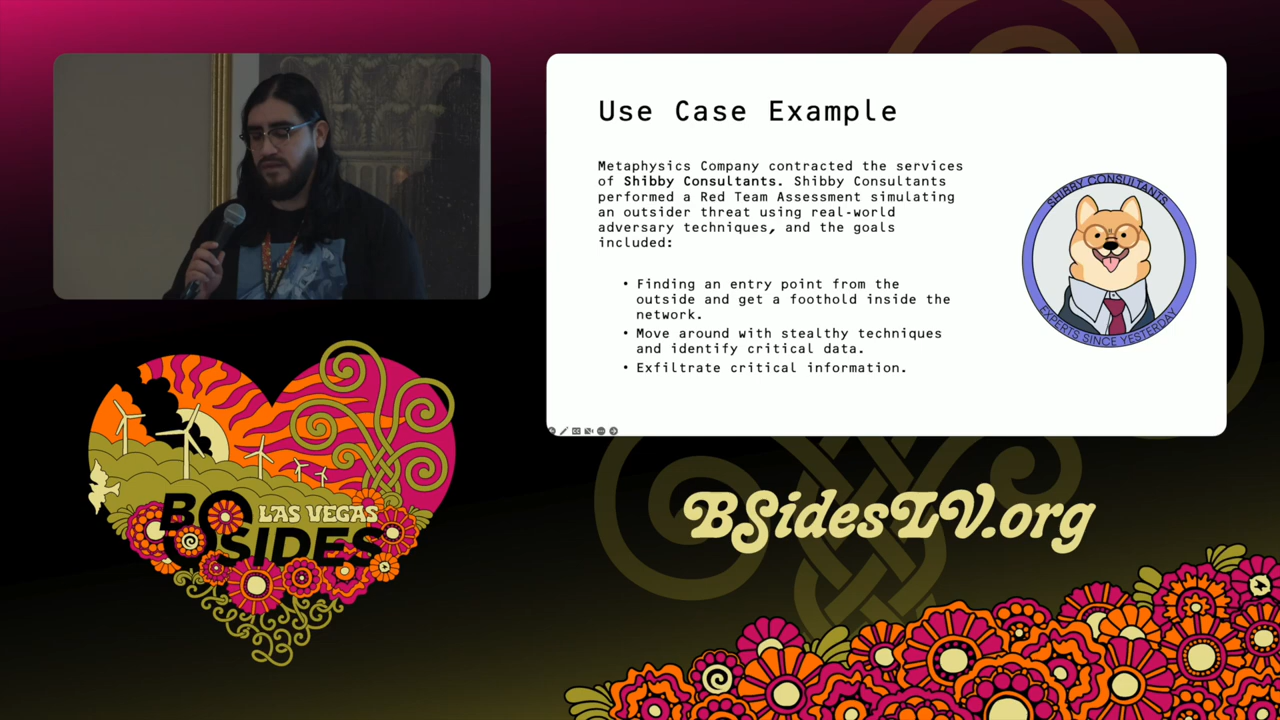 Use Case Example
Metaphysics Company contracted the services
of Shibby Consultants. Shibby Consultants
performed a Red Team Assessment simulating
an outsider threat using real-world
adversary techniques, and the goals
included:
• Finding an entry point from the
outside and get a foothold inside the
network.
• Move around with stealthy techniques
and identify critical data.
• Exfiltrate critical information.
SHIBBY CONSULTANTS
EXPERTS SINCE YESTERDAY
LAS VEGAS
BSIDES
BSidesLV.org